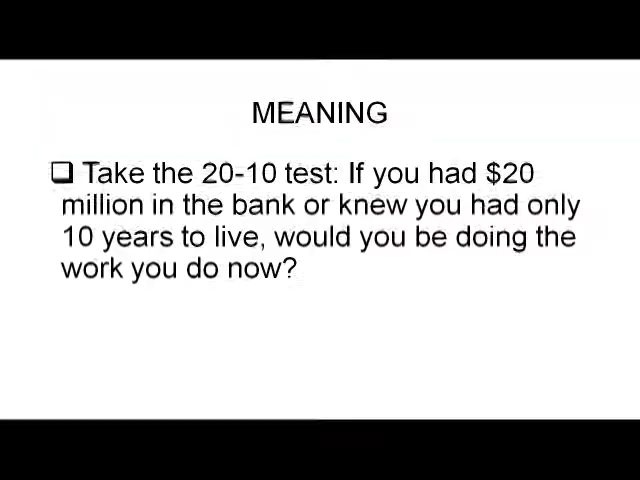 MEANING
Take the 20-10 test: If you had $20
million in the bank or knew you had only
10 years to live, would you be doing the
work you do now?